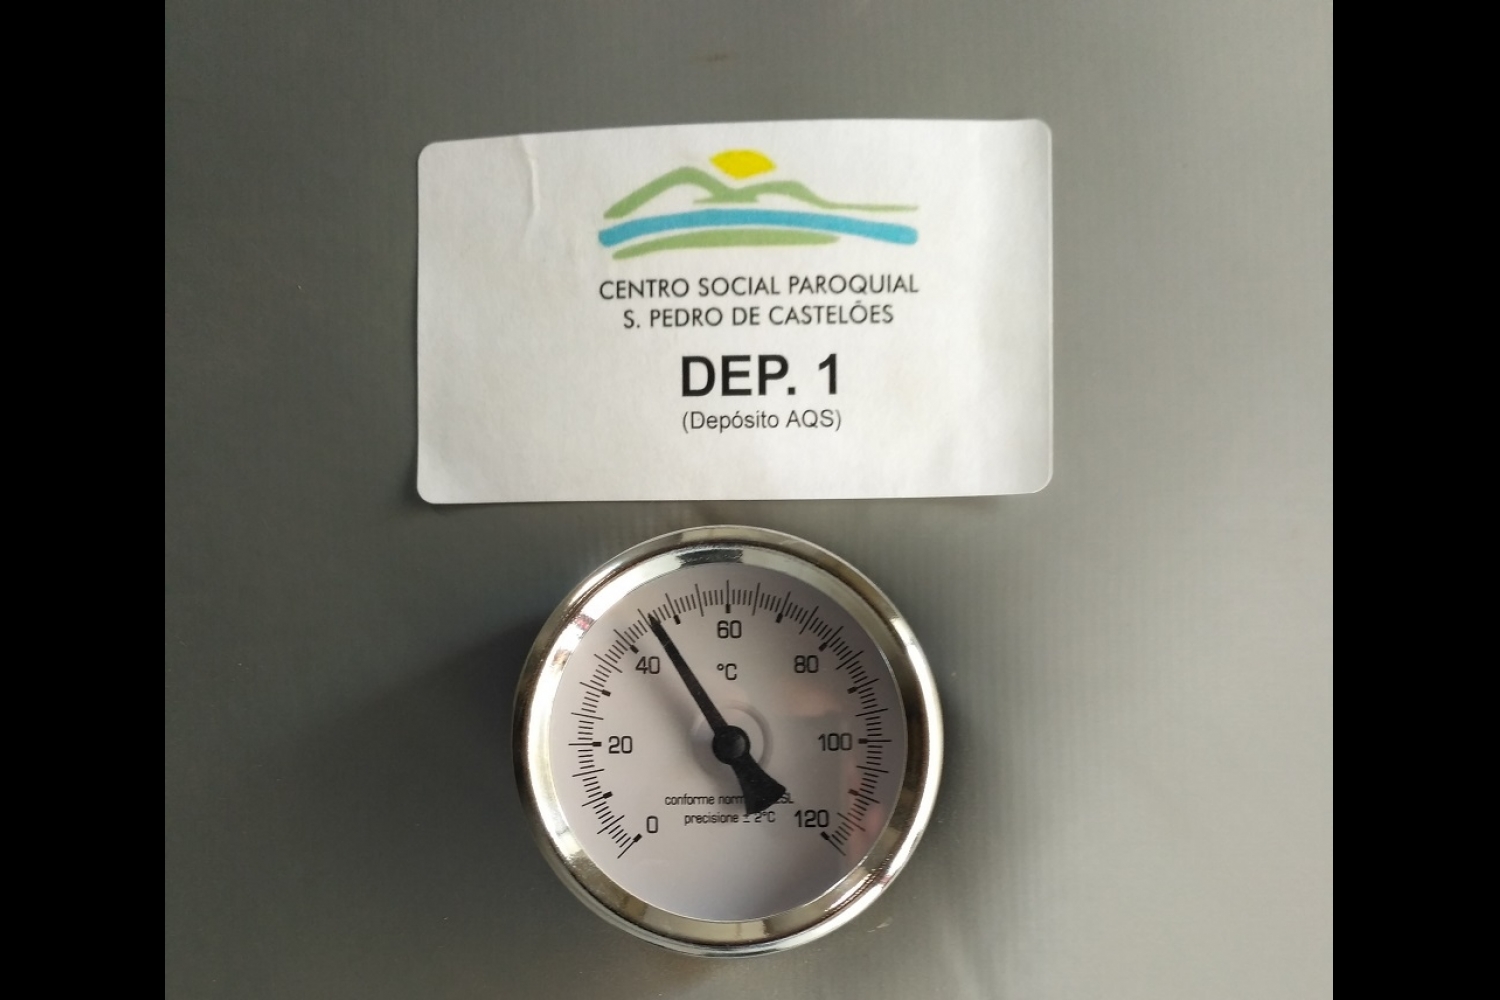 CENTRO SOCIAL PAROQUIAL
S. PEDRO DE CASTELÕES
DEP. 1
(Depósito AQS)
60
40
°C
80
20
100
conforme
precisione ± 2°C
0
120